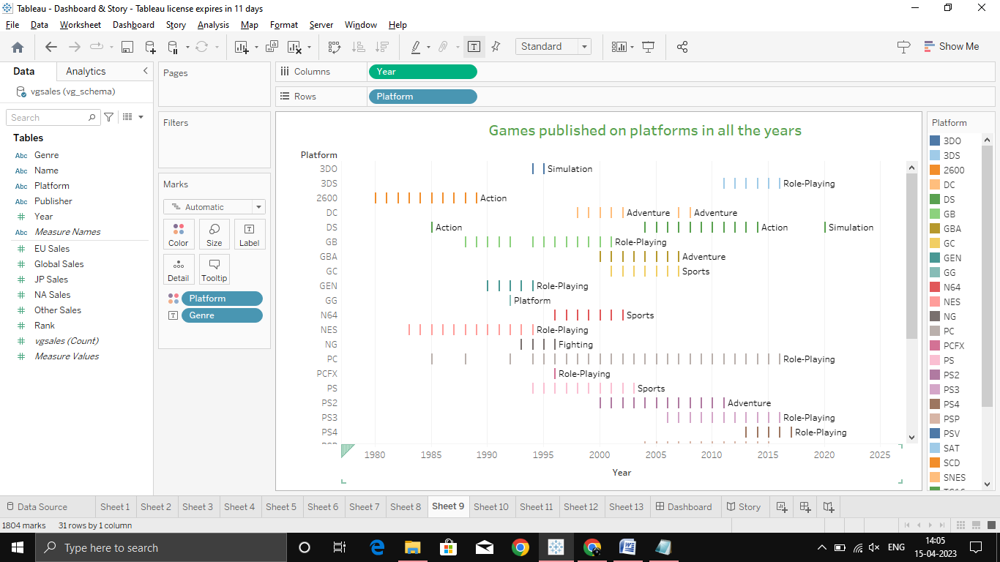 Tableau - Dashboard & Story - Tableau license expires in 11 days
File Data Worksheet Dashboard Story Analysis Map Format Server Window Help
Standard
Show Me
Data Analytics
vgsales (vg_schema)
Search
Tables
Abc Genre
Abc Name
Abc Platform
Abc Publisher
# Year
Abc Measure Names
# EU Sales
# Global Sales
# JP Sales
# NA Sales
# Other Sales
# Rank
# vgsales (Count)
# Measure Values
Pages
Filters
Marks
Automatic
Color Size Label
Detail Tooltip
Platform
Genre
Columns Year
Rows Platform
Games published on platforms in all the years
Platform
3DO Simulation
3DS Role-Playing
2600 Action
DC Adventure Adventure
DS Action Action Simulation
GB Role-Playing
GBA Adventure
GC Sports
GEN Role-Playing
GG Platform
N64 Sports
NES Role-Playing
NG Fighting
PC Role-Playing
PCFX Role-Playing
PS Sports
PS2 Adventure
PS3 Role-Playing
PS4 Role-Playing
1980 1985 1990 1995 2000 2005 2010 2015 2020 2025
Year
Platform
3DO
3DS
2600
DC
DS
GB
GBA
GC
GEN
GG
N64
NES
NG
PC
PCFX
PS
PS2
PS3
PS4
PSP
PSV
SAT
SCD
SNES
Data Source Sheet 1 Sheet 2 Sheet 3 Sheet 4 Sheet 5 Sheet 6 Sheet 7 Sheet 8 Sheet 9 Sheet 10 Sheet 11 Sheet 12 Sheet 13 Dashboard Story
1804 marks 31 rows by 1 column
Type here to search
ENG
14:05
15-04-2023